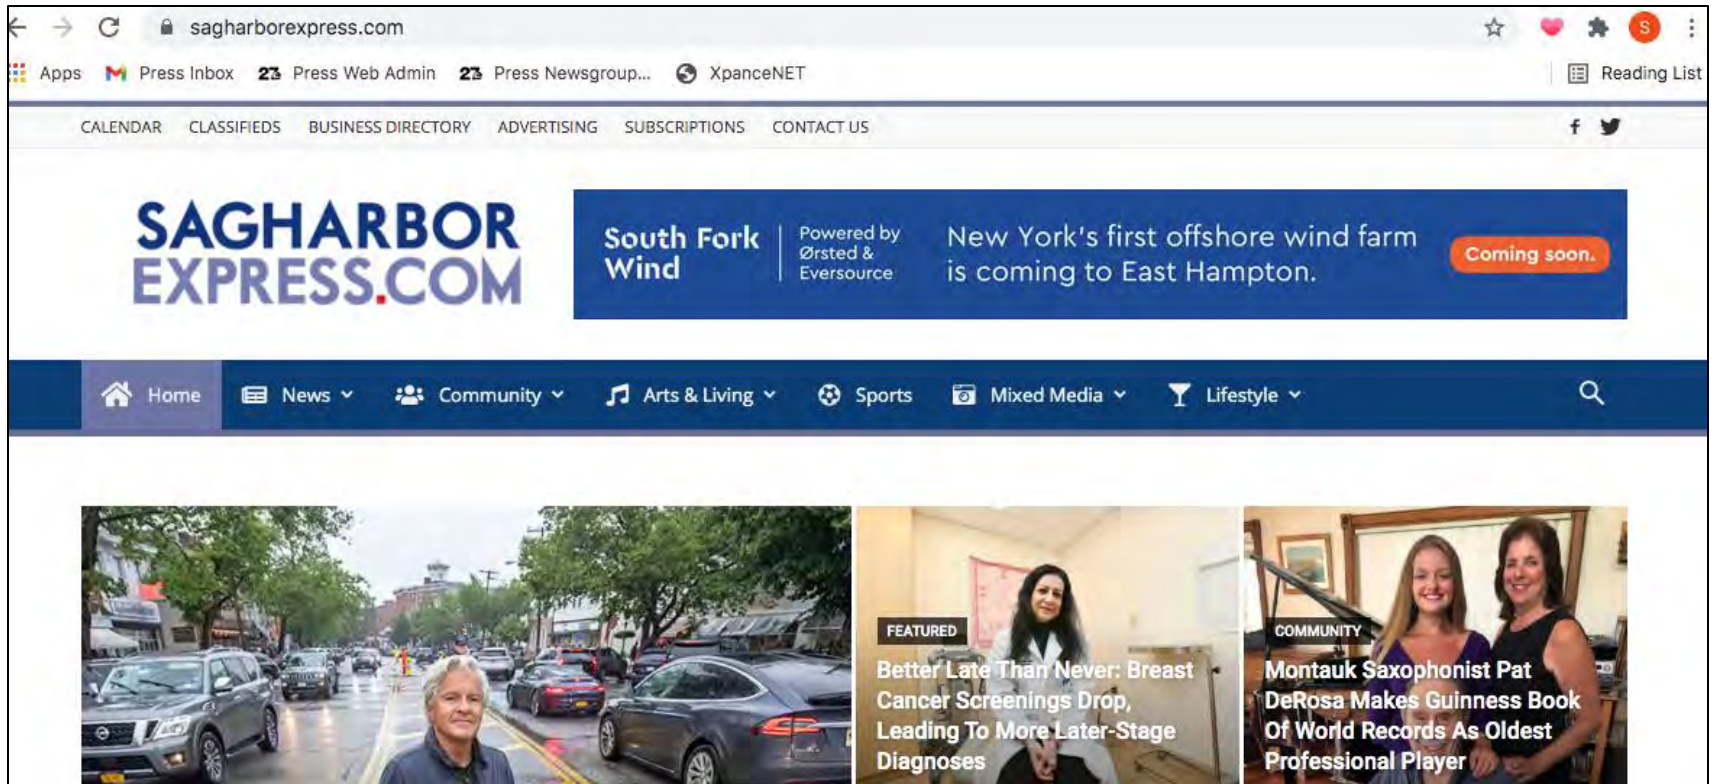 sagharborexpress.com
S
Apps Press Inbox 27 Press Web Admin 27 Press Newsgroup... XpanceNET Reading List
CALENDAR CLASSIFIEDS BUSINESS DIRECTORY ADVERTISING SUBSCRIPTIONS CONTACT US
SAGHARBOR
EXPRESS.COM
South Fork
Wind
Powered by
Ørsted &
Eversource
New York's first offshore wind farm
is coming to East Hampton.
Coming soon.
Home News Community Arts & Living Sports Mixed Media Lifestyle
FEATURED
Better Late Than Never: Breast
Cancer Screenings Drop,
Leading To More Later-Stage
Diagnoses
COMMUNITY
Montauk Saxophonist Pat
DeRosa Makes Guinness Book
Of World Records As Oldest
Professional Player